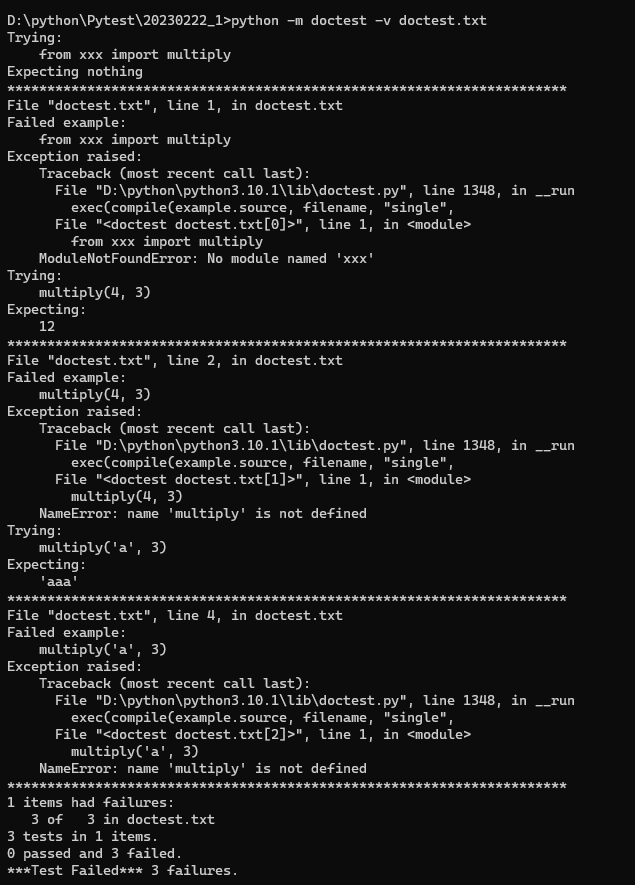 D:\python\Pytest\20230222_1>python -m doctest -v doctest.txt
Trying:
    from xxx import multiply
Expecting nothing
**********************************************************************
File "doctest.txt", line 1, in doctest.txt
Failed example:
    from xxx import multiply
Exception raised:
    Traceback (most recent call last):
      File "D:\python\python3.10.1\lib\doctest.py", line 1348, in __run
        exec(compile(example.source, filename, "single",
      File "<doctest doctest.txt[0]>", line 1, in <module>
        from xxx import multiply
    ModuleNotFoundError: No module named 'xxx'
Trying:
    multiply(4, 3)
Expecting:
    12
**********************************************************************
File "doctest.txt", line 2, in doctest.txt
Failed example:
    multiply(4, 3)
Exception raised:
    Traceback (most recent call last):
      File "D:\python\python3.10.1\lib\doctest.py", line 1348, in __run
        exec(compile(example.source, filename, "single",
      File "<doctest doctest.txt[1]>", line 1, in <module>
        multiply(4, 3)
    NameError: name 'multiply' is not defined
Trying:
    multiply('a', 3)
Expecting:
    'aaa'
**********************************************************************
File "doctest.txt", line 4, in doctest.txt
Failed example:
    multiply('a', 3)
Exception raised:
    Traceback (most recent call last):
      File "D:\python\python3.10.1\lib\doctest.py", line 1348, in __run
        exec(compile(example.source, filename, "single",
      File "<doctest doctest.txt[2]>", line 1, in <module>
        multiply('a', 3)
    NameError: name 'multiply' is not defined
**********************************************************************
1 items had failures:
   3 of   3 in doctest.txt
3 tests in 1 items.
0 passed and 3 failed.
***Test Failed*** 3 failures.